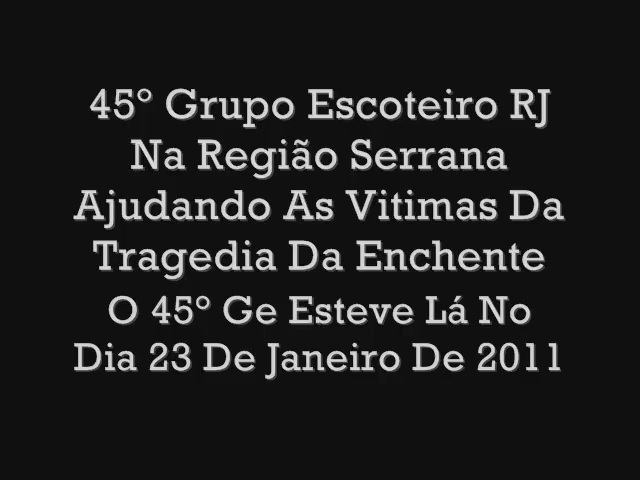 45º Grupo Escoteiro RJ
Na Região Serrana
Ajudando As Vitimas Da
Tragedia Da Enchente
O 45º Ge Esteve Lá No
Dia 23 De Janeiro De 2011